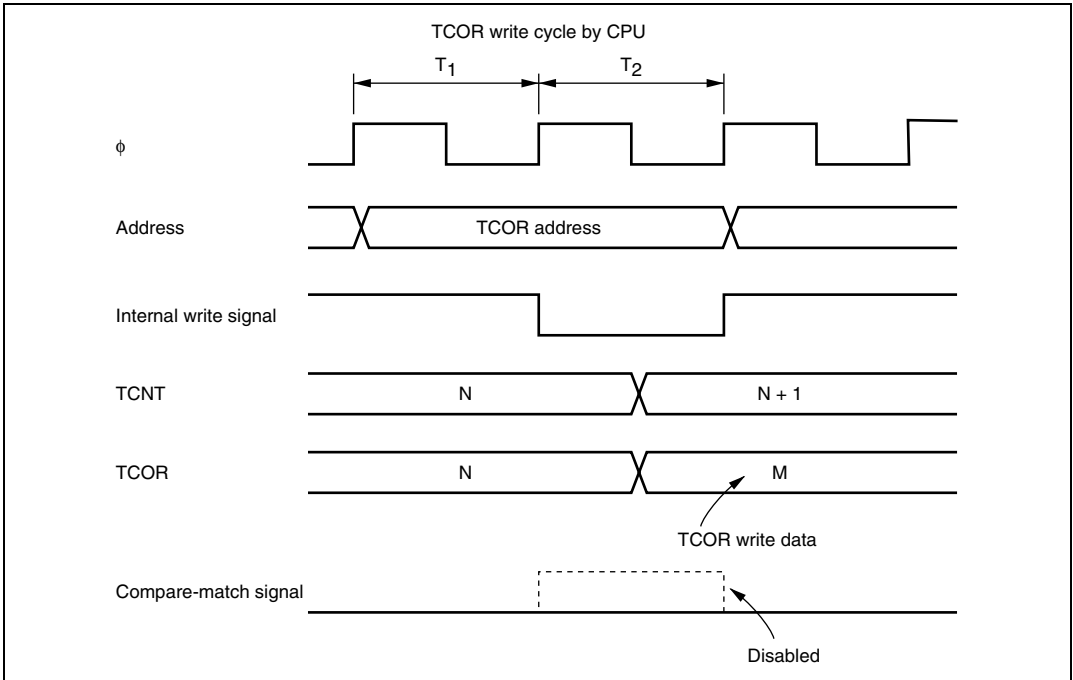 TCOR write cycle by CPU
T1 T2
φ
Address TCOR address
Internal write signal
TCNT N N + 1
TCOR N M
TCOR write data
Compare-match signal
Disabled